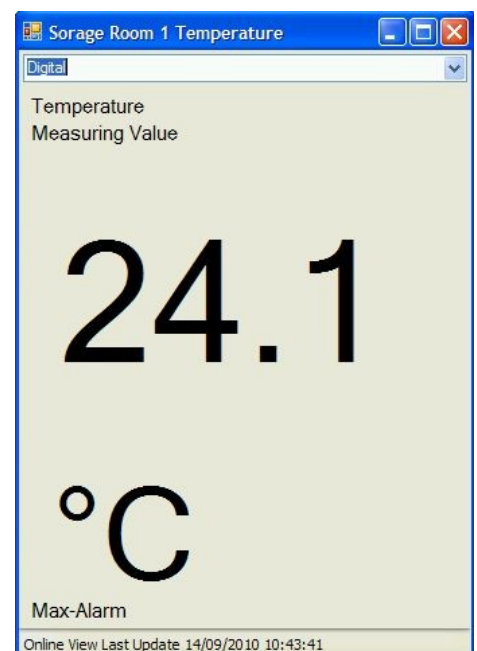 Sorage Room 1 Temperature
Digital
Temperature
Measuring Value
24.1
°C
Max-Alarm
Online View Last Update 14/09/2010 10:43:41